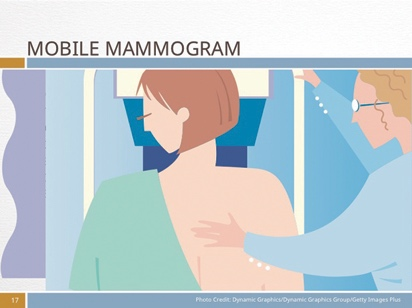 MOBILE MAMMOGRAM
17
Photo Credit: Dynamic Graphics/Dynamic Graphics Group/Getty Images Plus